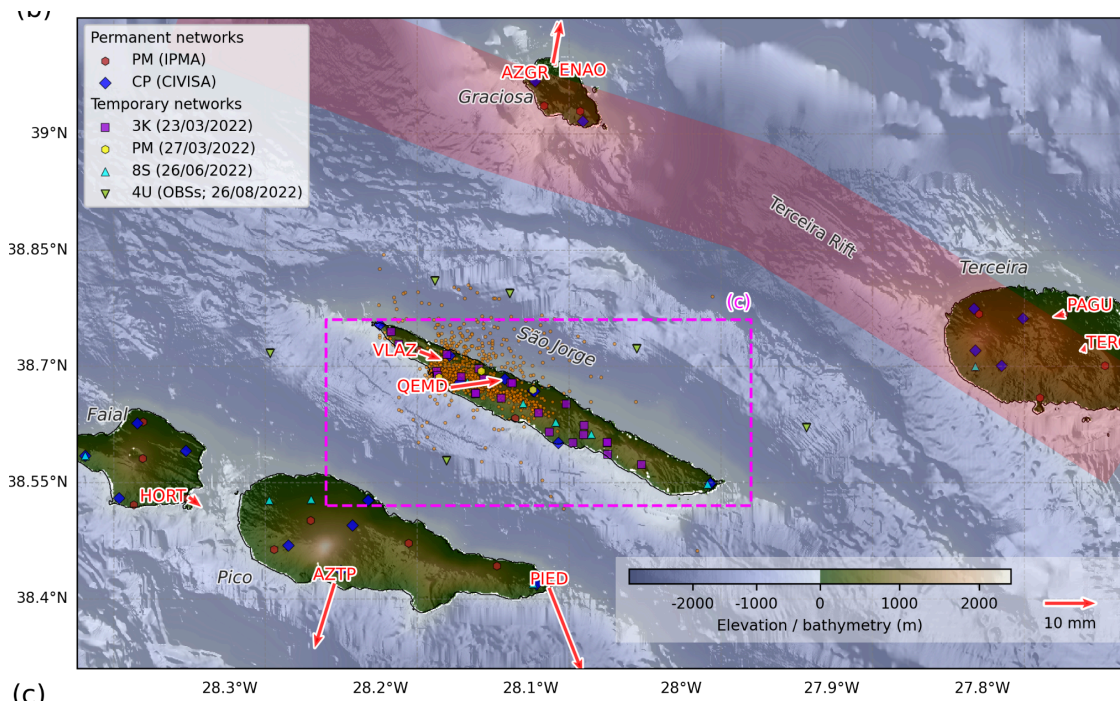 (b)
Permanent networks
PM (IPMA)
CP (CIVISA)
Temporary networks
3K (23/03/2022)
PM (27/03/2022)
8S (26/06/2022)
4U (OBSs; 26/08/2022)
39°N
38.85°N
38.7°N
38.55°N
38.4°N
AZGR
ENAO
Graciosa
Terceira Rift
Terceira
PAGU
TERC
(c)
São Jorge
VLAZ
QEMD
Faial
HORT
Pico
AZTP
PIED
-2000
-1000
0
1000
2000
Elevation / bathymetry (m)
10 mm
28.3°W
28.2°W
28.1°W
28°W
27.9°W
27.8°W
(c)